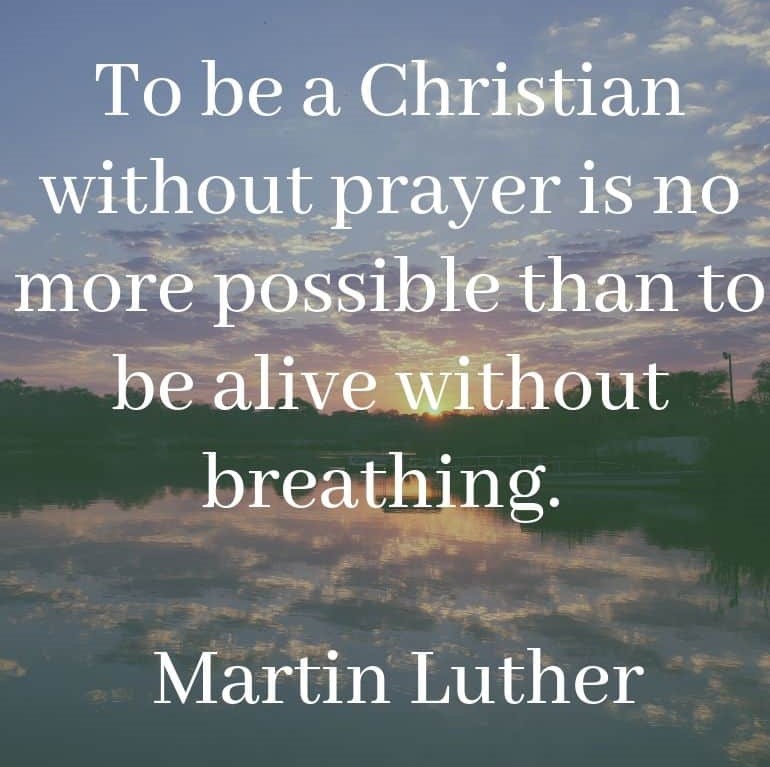 To be a Christian
without prayer is no
more possible than to
be alive without
breathing.
Martin Luther